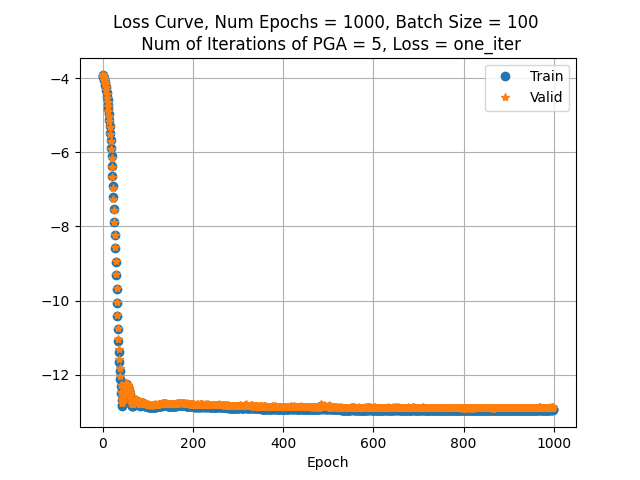 Loss Curve, Num Epochs = 1000, Batch Size = 100
Num of Iterations of PGA = 5, Loss = one_iter
Train
Valid
−4
−6
−8
−10
−12
0 200 400 600 800 1000
Epoch